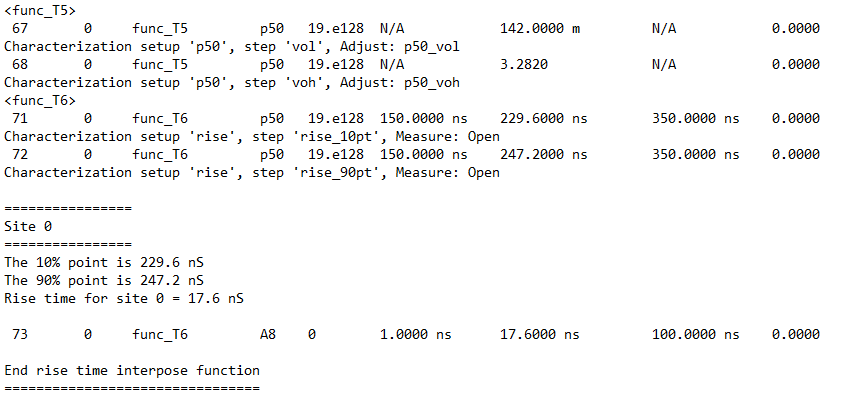 <func_T5>
67 0 func_T5 p50 19.e128 N/A 142.0000 m N/A 0.0000
Characterization setup 'p50', step 'vol', Adjust: p50_vol
68 0 func_T5 p50 19.e128 N/A 3.2820 N/A 0.0000
Characterization setup 'p50', step 'voh', Adjust: p50_voh
<func_T6>
71 0 func_T6 p50 19.e128 150.0000 ns 229.6000 ns 350.0000 ns 0.0000
Characterization setup 'rise', step 'rise_10pt', Measure: Open
72 0 func_T6 p50 19.e128 150.0000 ns 247.2000 ns 350.0000 ns 0.0000
Characterization setup 'rise', step 'rise_90pt', Measure: Open
================
Site 0
================
The 10% point is 229.6 nS
The 90% point is 247.2 nS
Rise time for site 0 = 17.6 nS
73 0 func_T6 A8 0 1.0000 ns 17.6000 ns 100.0000 ns 0.0000
End rise time interpose function
================================